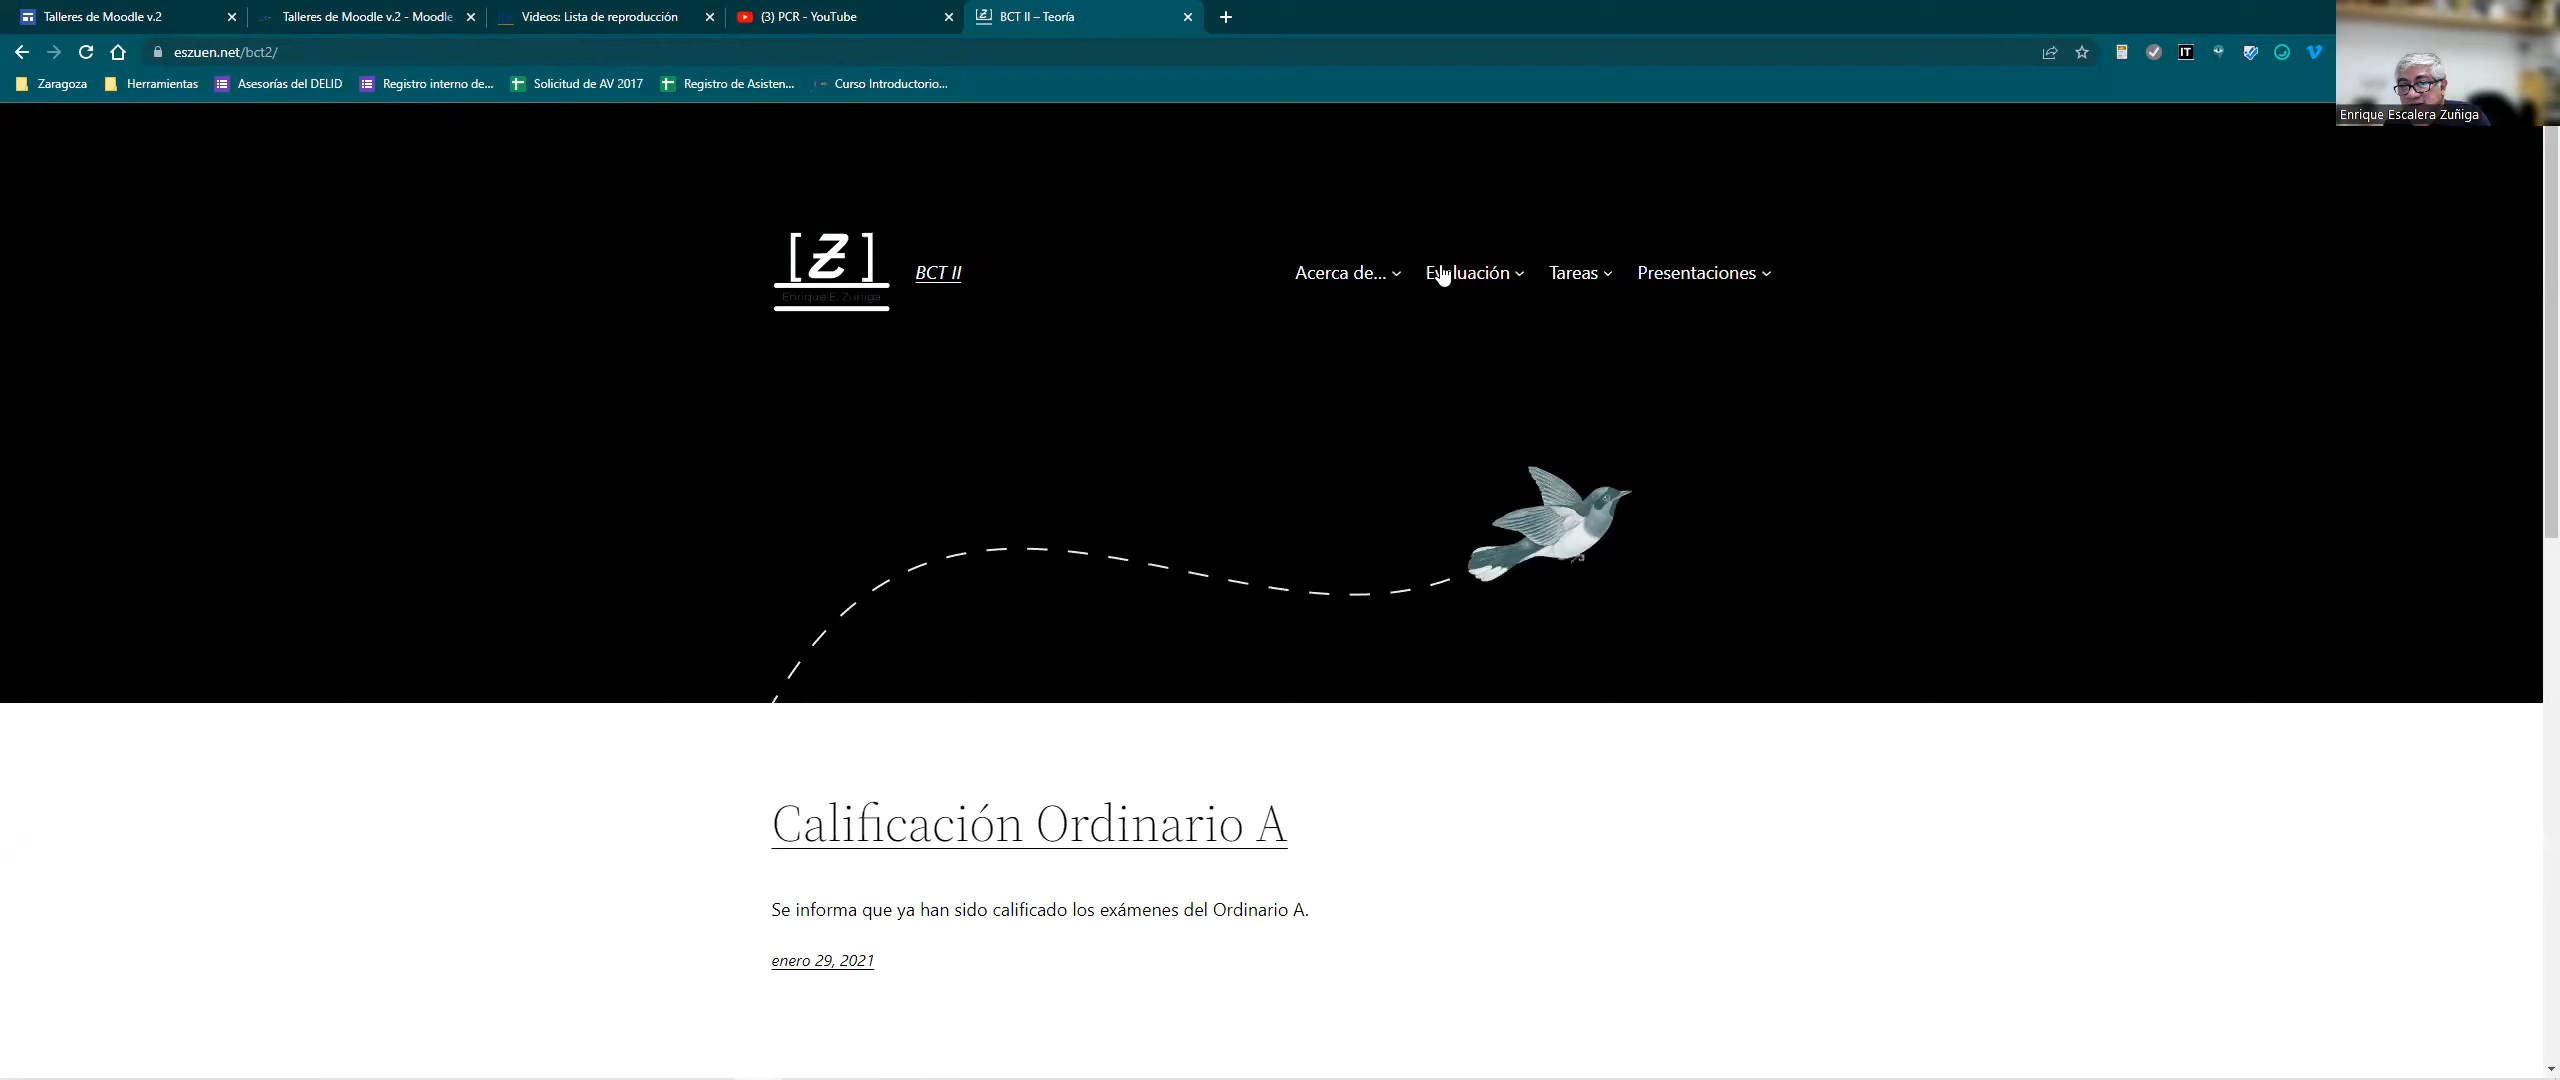 Talleres de Moodle v.2
Talleres de Moodle v.2 - Moodle
Videos: Lista de reproducción
(3) PCR - YouTube
BCT II – Teoría
eszuen.net/bct2/
IT
Zaragoza
Herramientas
Asesorías del DELID
Registro interno de...
Solicitud de AV 2017
Registro de Asisten...
Curso Introductorio...
Enrique Escalera Zuñiga
[Z]
Enrique E. Zúñiga
BCT II
Acerca de...
Evaluación
Tareas
Presentaciones
Calificación Ordinario A
Se informa que ya han sido calificado los exámenes del Ordinario A.
enero 29, 2021